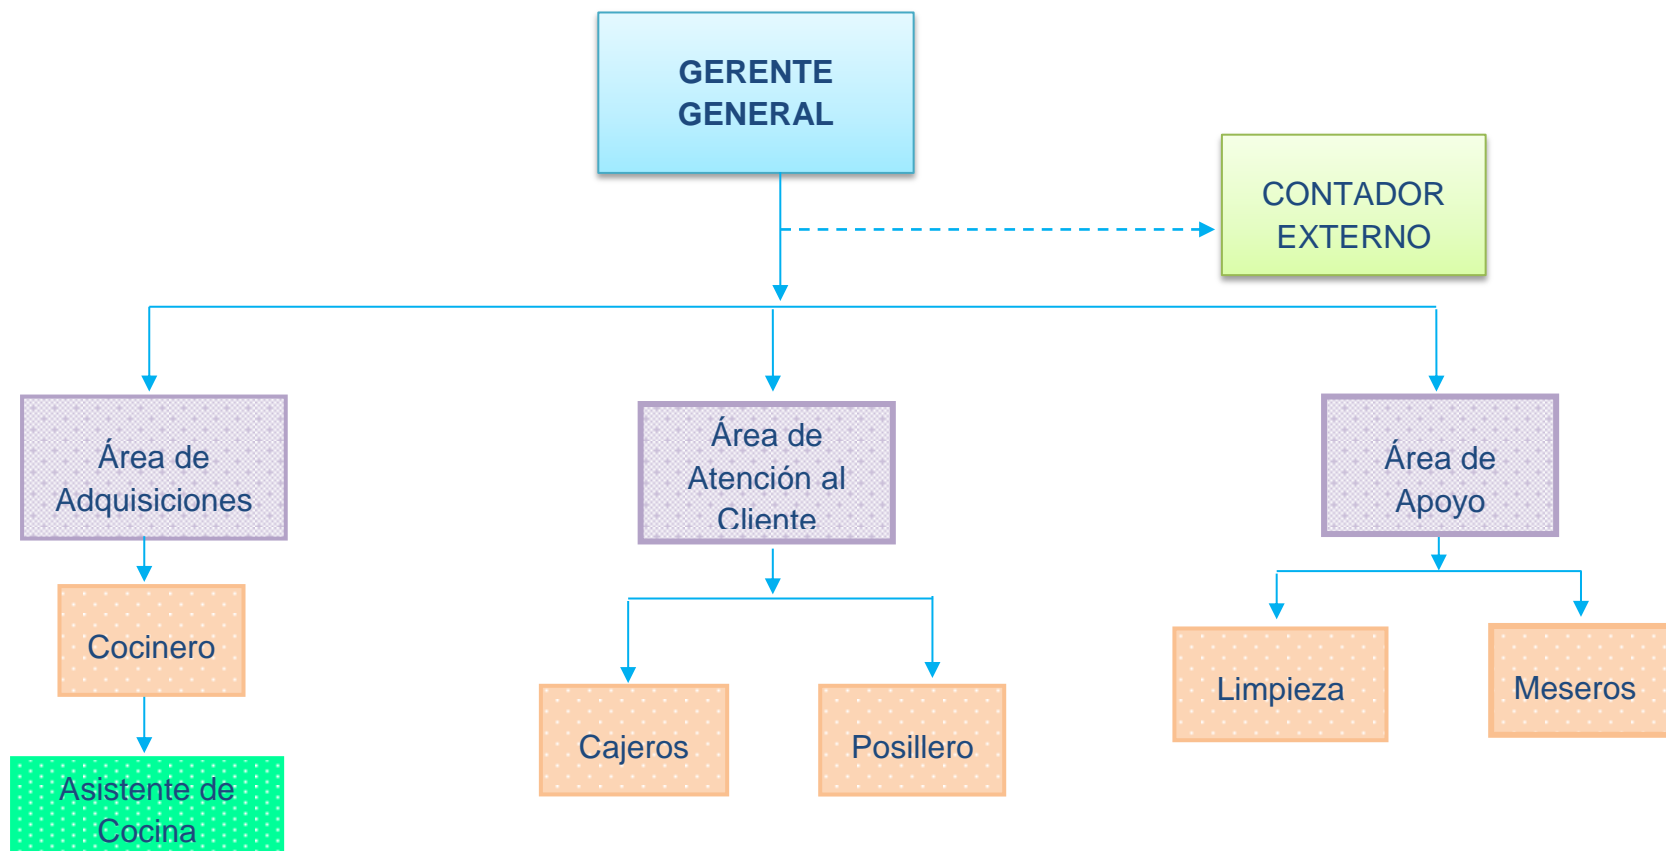 GERENTE
GENERAL
CONTADOR
EXTERNO
Área de
Adquisiciones
Área de
Atención al
Cliente
Área de
Apoyo
Cocinero
Limpieza
Meseros
Cajeros
Posillero
Asistente de
Cocina